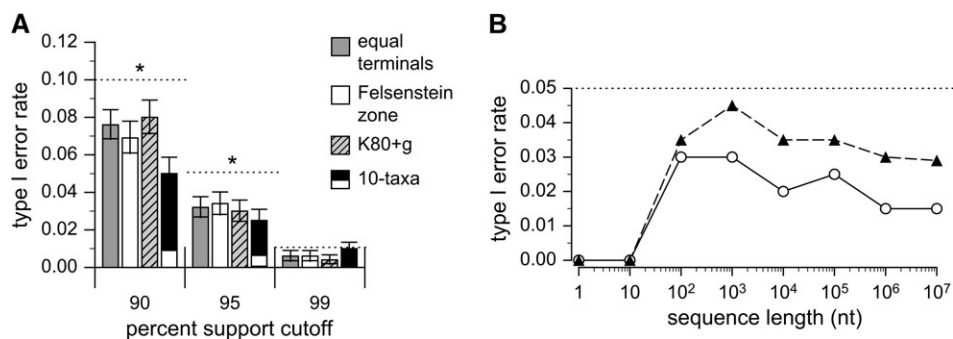 A
type I error rate
0.12
0.10
0.08
0.06
0.04
0.02
0.00
*
*
90
95
99
percent support cutoff
equal
terminals
Felsenstein
zone
K80+g
10-taxa
B
type I error rate
0.05
0.04
0.03
0.02
0.01
0.00
1 10 10² 10³ 10⁴ 10⁵ 10⁶ 10⁷
sequence length (nt)